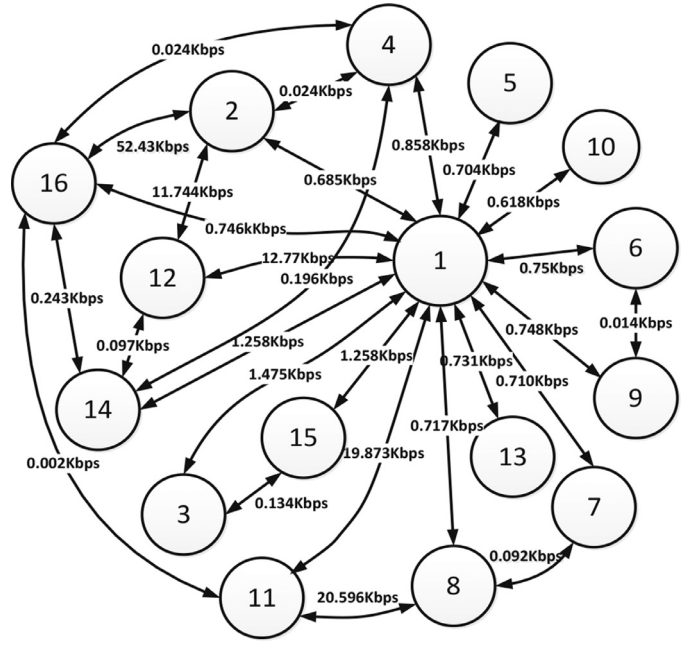 4
0.024Kbps
5
0.024Kbps
2
52.43Kbps
0.858Kbps
10
0.704Kbps
16
0.685Kbps
11.744Kbps
0.618Kbps
0.746kKbps
6
1
12.77Kbps
0.75Kbps
12
0.196Kbps
0.243Kbps
0.014Kbps
0.748Kbps
0.097Kbps
1.258Kbps
1.258Kbps
0.731Kbps
1.475Kbps
0.710Kbps
9
14
0.717Kbps
15
19.873Kbps
13
0.002Kbps
0.134Kbps
3
7
0.092Kbps
8
11
20.596Kbps